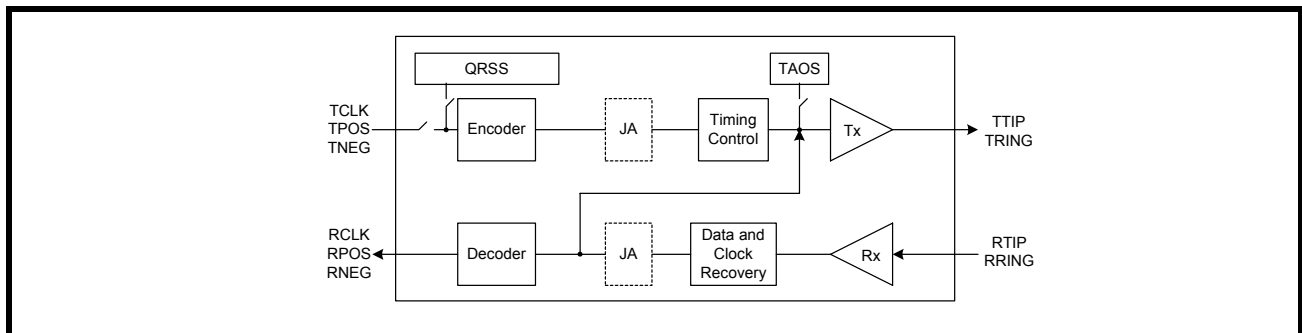 QRSS
TAOS
TCLK
TPOS
TNEG
Encoder
JA
Timing
Control
Tx
TTIP
TRING
RCLK
RPOS
RNEG
Decoder
JA
Data and
Clock
Recovery
Rx
RTIP
RRING